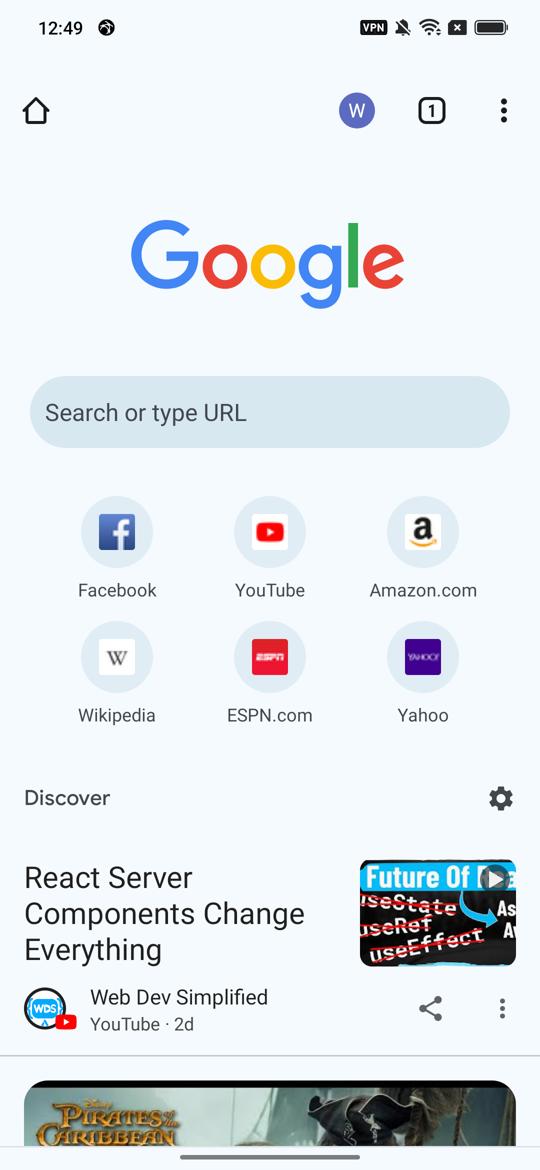 12:49
VPN
W
1
Google
Search or type URL
Facebook
YouTube
Amazon.com
Wikipedia
ESPN.com
Yahoo
Discover
React Server
Components Change
Everything
Future Of
useState
useRef
useEffect
As
WDS
Web Dev Simplified
YouTube · 2d
Disney
PIRATES of the
CARIBBEAN